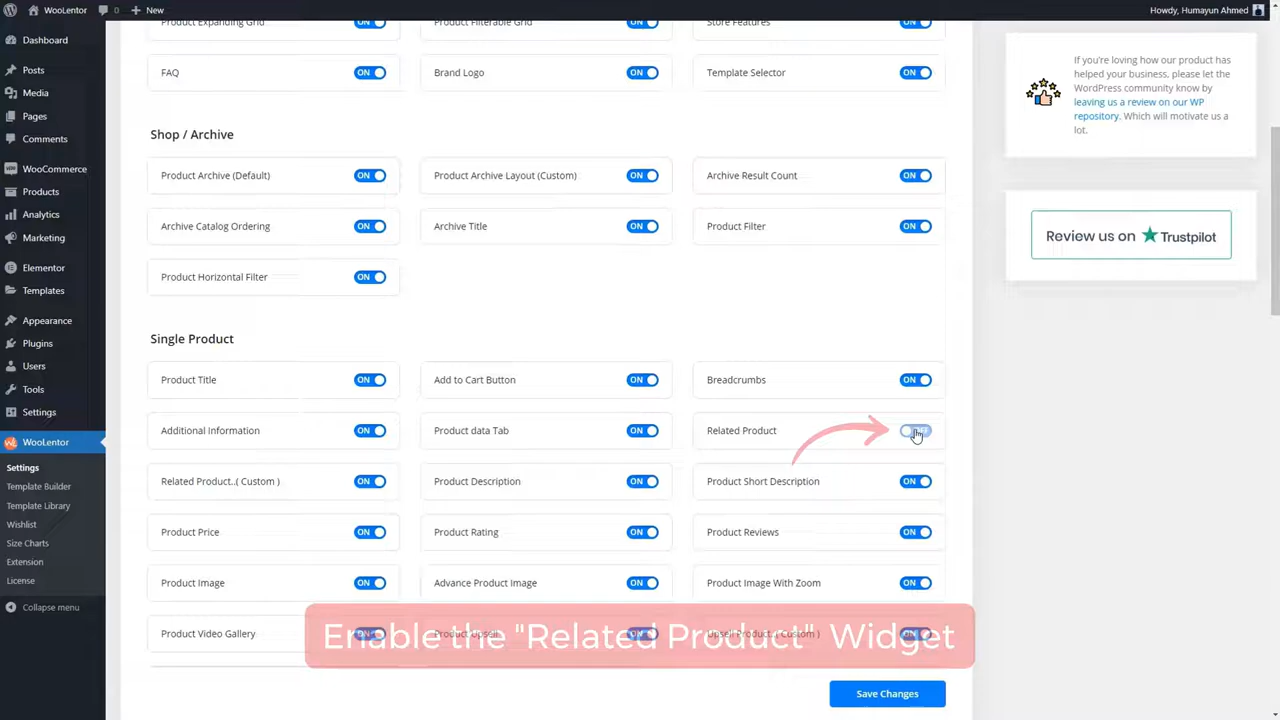 WooLentor
0
New
Howdy, Humayun Ahmed
Dashboard
Posts
Media
Pages
Comments
WooCommerce
Products
Analytics
Marketing
Elementor
Templates
Appearance
Plugins
Users
Tools
Settings
WooLentor
Settings
Template Builder
Template Library
Wishlist
Size Charts
Extension
License
Collapse menu
Product Expanding Grid ON
Product Filterable Grid ON
Store Features ON
FAQ ON
Brand Logo ON
Template Selector ON
Shop / Archive
Product Archive (Default) ON
Product Archive Layout (Custom) ON
Archive Result Count ON
Archive Catalog Ordering ON
Archive Title ON
Product Filter ON
Product Horizontal Filter ON
Single Product
Product Title ON
Add to Cart Button ON
Breadcrumbs ON
Additional Information ON
Product data Tab ON
Related Product
Related Product..( Custom ) ON
Product Description ON
Product Short Description ON
Product Price ON
Product Rating ON
Product Reviews ON
Product Image ON
Advance Product Image ON
Product Image With Zoom ON
Product Video Gallery
Enable the "Related Product" Widget
Save Changes
If you're loving how our product has
helped your business, please let the
WordPress community know by
leaving us a review on our WP
repository. Which will motivate us a
lot.
Review us on Trustpilot